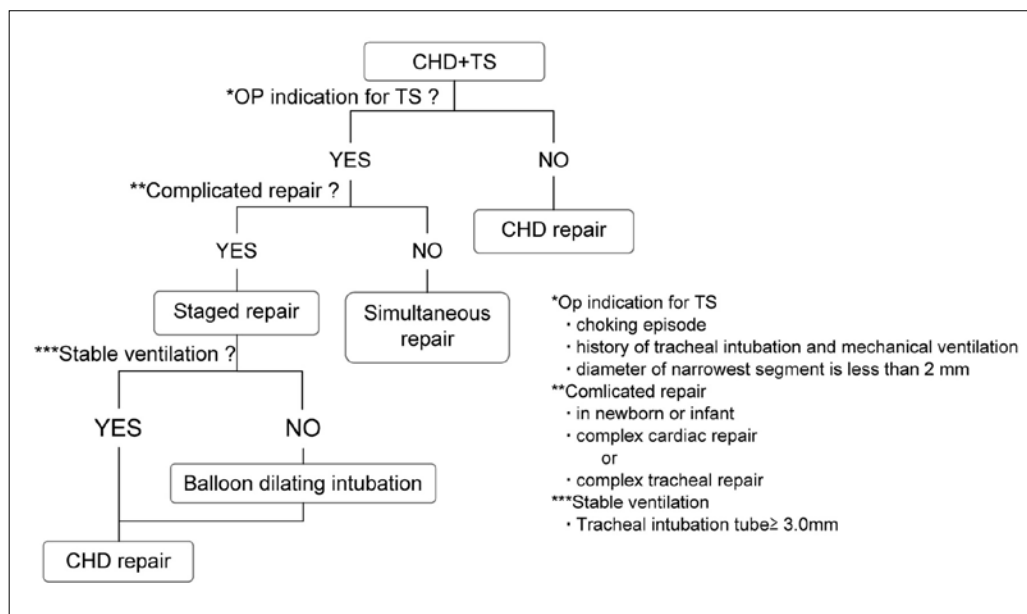 CHD+TS
*OP indication for TS ?
YES
NO
**Complicated repair ?
CHD repair
YES
NO
Staged repair
Simultaneous
repair
***Stable ventilation ?
YES
NO
Balloon dilating intubation
CHD repair
*Op indication for TS
・choking episode
・history of tracheal intubation and mechanical ventilation
・diameter of narrowest segment is less than 2 mm
**Comlicated repair
・in newborn or infant
・complex cardiac repair
or
・complex tracheal repair
***Stable ventilation
・Tracheal intubation tube≥ 3.0mm